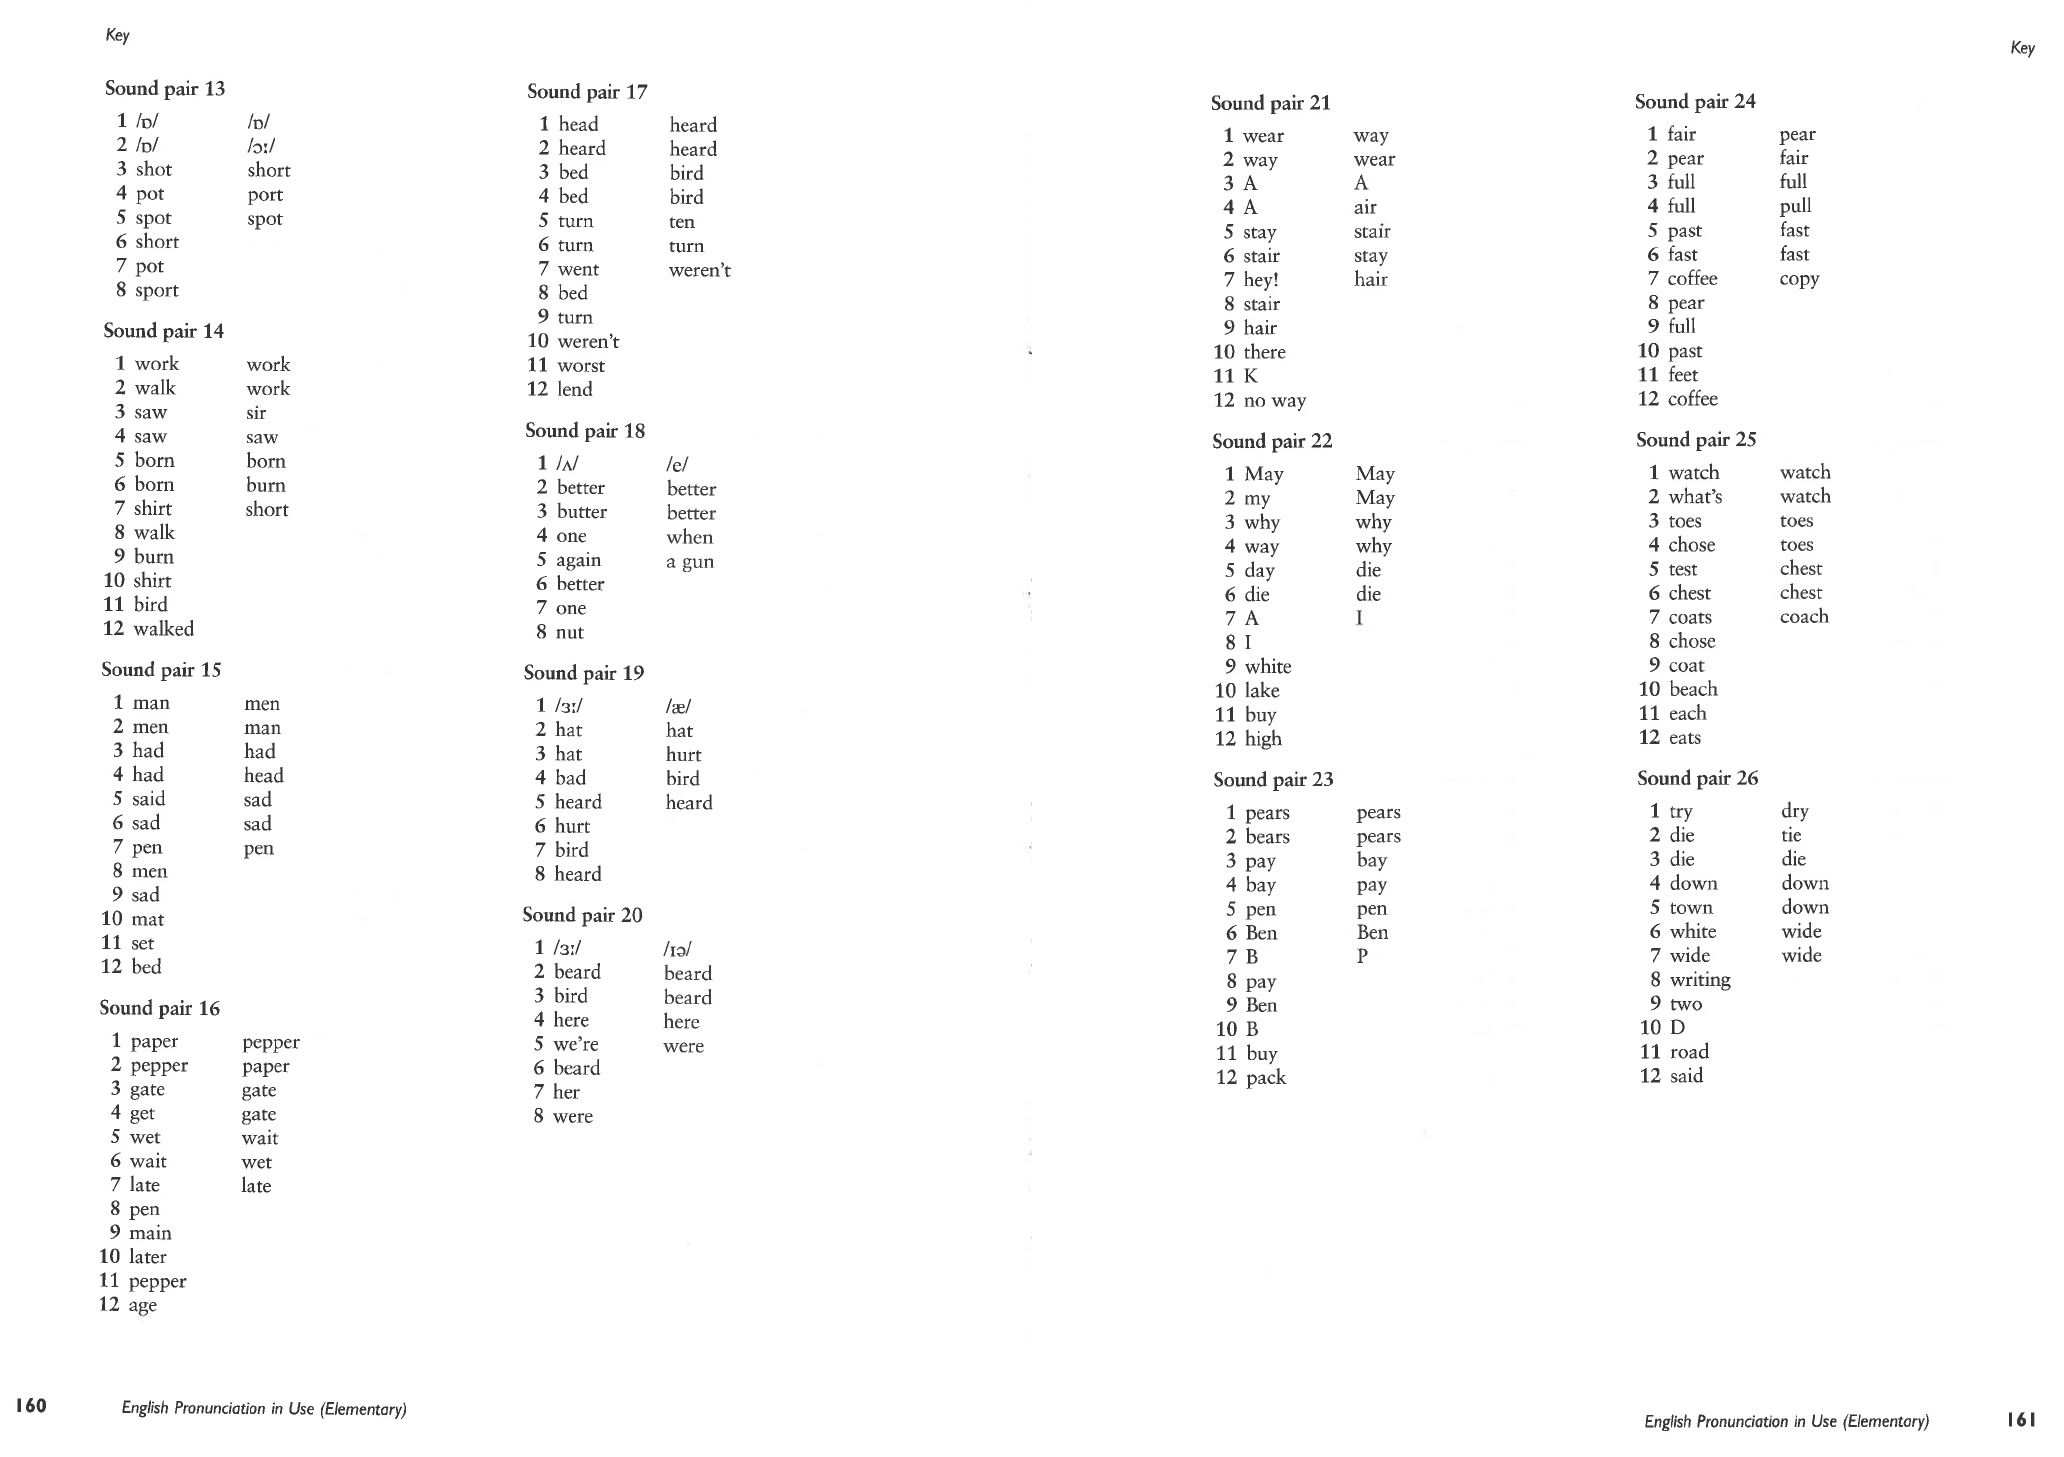 Key
Sound pair 13
1 /ɒ/ /ɒ/
2 /ɒ/ /ɔː/
3 shot short
4 pot port
5 spot spot
6 short
7 pot
8 sport
Sound pair 14
1 work work
2 walk work
3 saw sir
4 saw saw
5 born born
6 born burn
7 shirt short
8 walk
9 burn
10 shirt
11 bird
12 walked
Sound pair 15
1 man men
2 men man
3 had had
4 had head
5 said sad
6 sad sad
7 pen pen
8 men
9 sad
10 mat
11 set
12 bed
Sound pair 16
1 paper pepper
2 pepper paper
3 gate gate
4 get gate
5 wet wait
6 wait wet
7 late late
8 pen
9 main
10 later
11 pepper
12 age
Sound pair 17
1 head heard
2 heard heard
3 bed bird
4 bed bird
5 turn ten
6 turn turn
7 went weren't
8 bed
9 turn
10 weren't
11 worst
12 lend
Sound pair 18
1 /ʌ/ /e/
2 better better
3 butter better
4 one when
5 again a gun
6 better
7 one
8 nut
Sound pair 19
1 /ɜː/ /æ/
2 hat hat
3 hat hurt
4 bad bird
5 heard heard
6 hurt
7 bird
8 heard
Sound pair 20
1 /ɜː/ /ɪə/
2 beard beard
3 bird beard
4 here here
5 we're were
6 beard
7 her
8 were
160 English Pronunciation in Use (Elementary)
Key
Sound pair 21
1 wear way
2 way wear
3 A A
4 A air
5 stay stair
6 stair stay
7 hey! hair
8 stair
9 hair
10 there
11 K
12 no way
Sound pair 22
1 May May
2 my May
3 why why
4 way why
5 day die
6 die die
7 A I
8 I
9 white
10 lake
11 buy
12 high
Sound pair 23
1 pears pears
2 bears pears
3 pay bay
4 bay pay
5 pen pen
6 Ben Ben
7 B P
8 pay
9 Ben
10 B
11 buy
12 pack
Sound pair 24
1 fair pear
2 pear fair
3 full full
4 full pull
5 past fast
6 fast fast
7 coffee copy
8 pear
9 full
10 past
11 feet
12 coffee
Sound pair 25
1 watch watch
2 what's watch
3 toes toes
4 chose toes
5 test chest
6 chest chest
7 coats coach
8 chose
9 coat
10 beach
11 each
12 eats
Sound pair 26
1 try dry
2 die tie
3 die die
4 down down
5 town down
6 white wide
7 wide wide
8 writing
9 two
10 D
11 road
12 said
English Pronunciation in Use (Elementary) 161